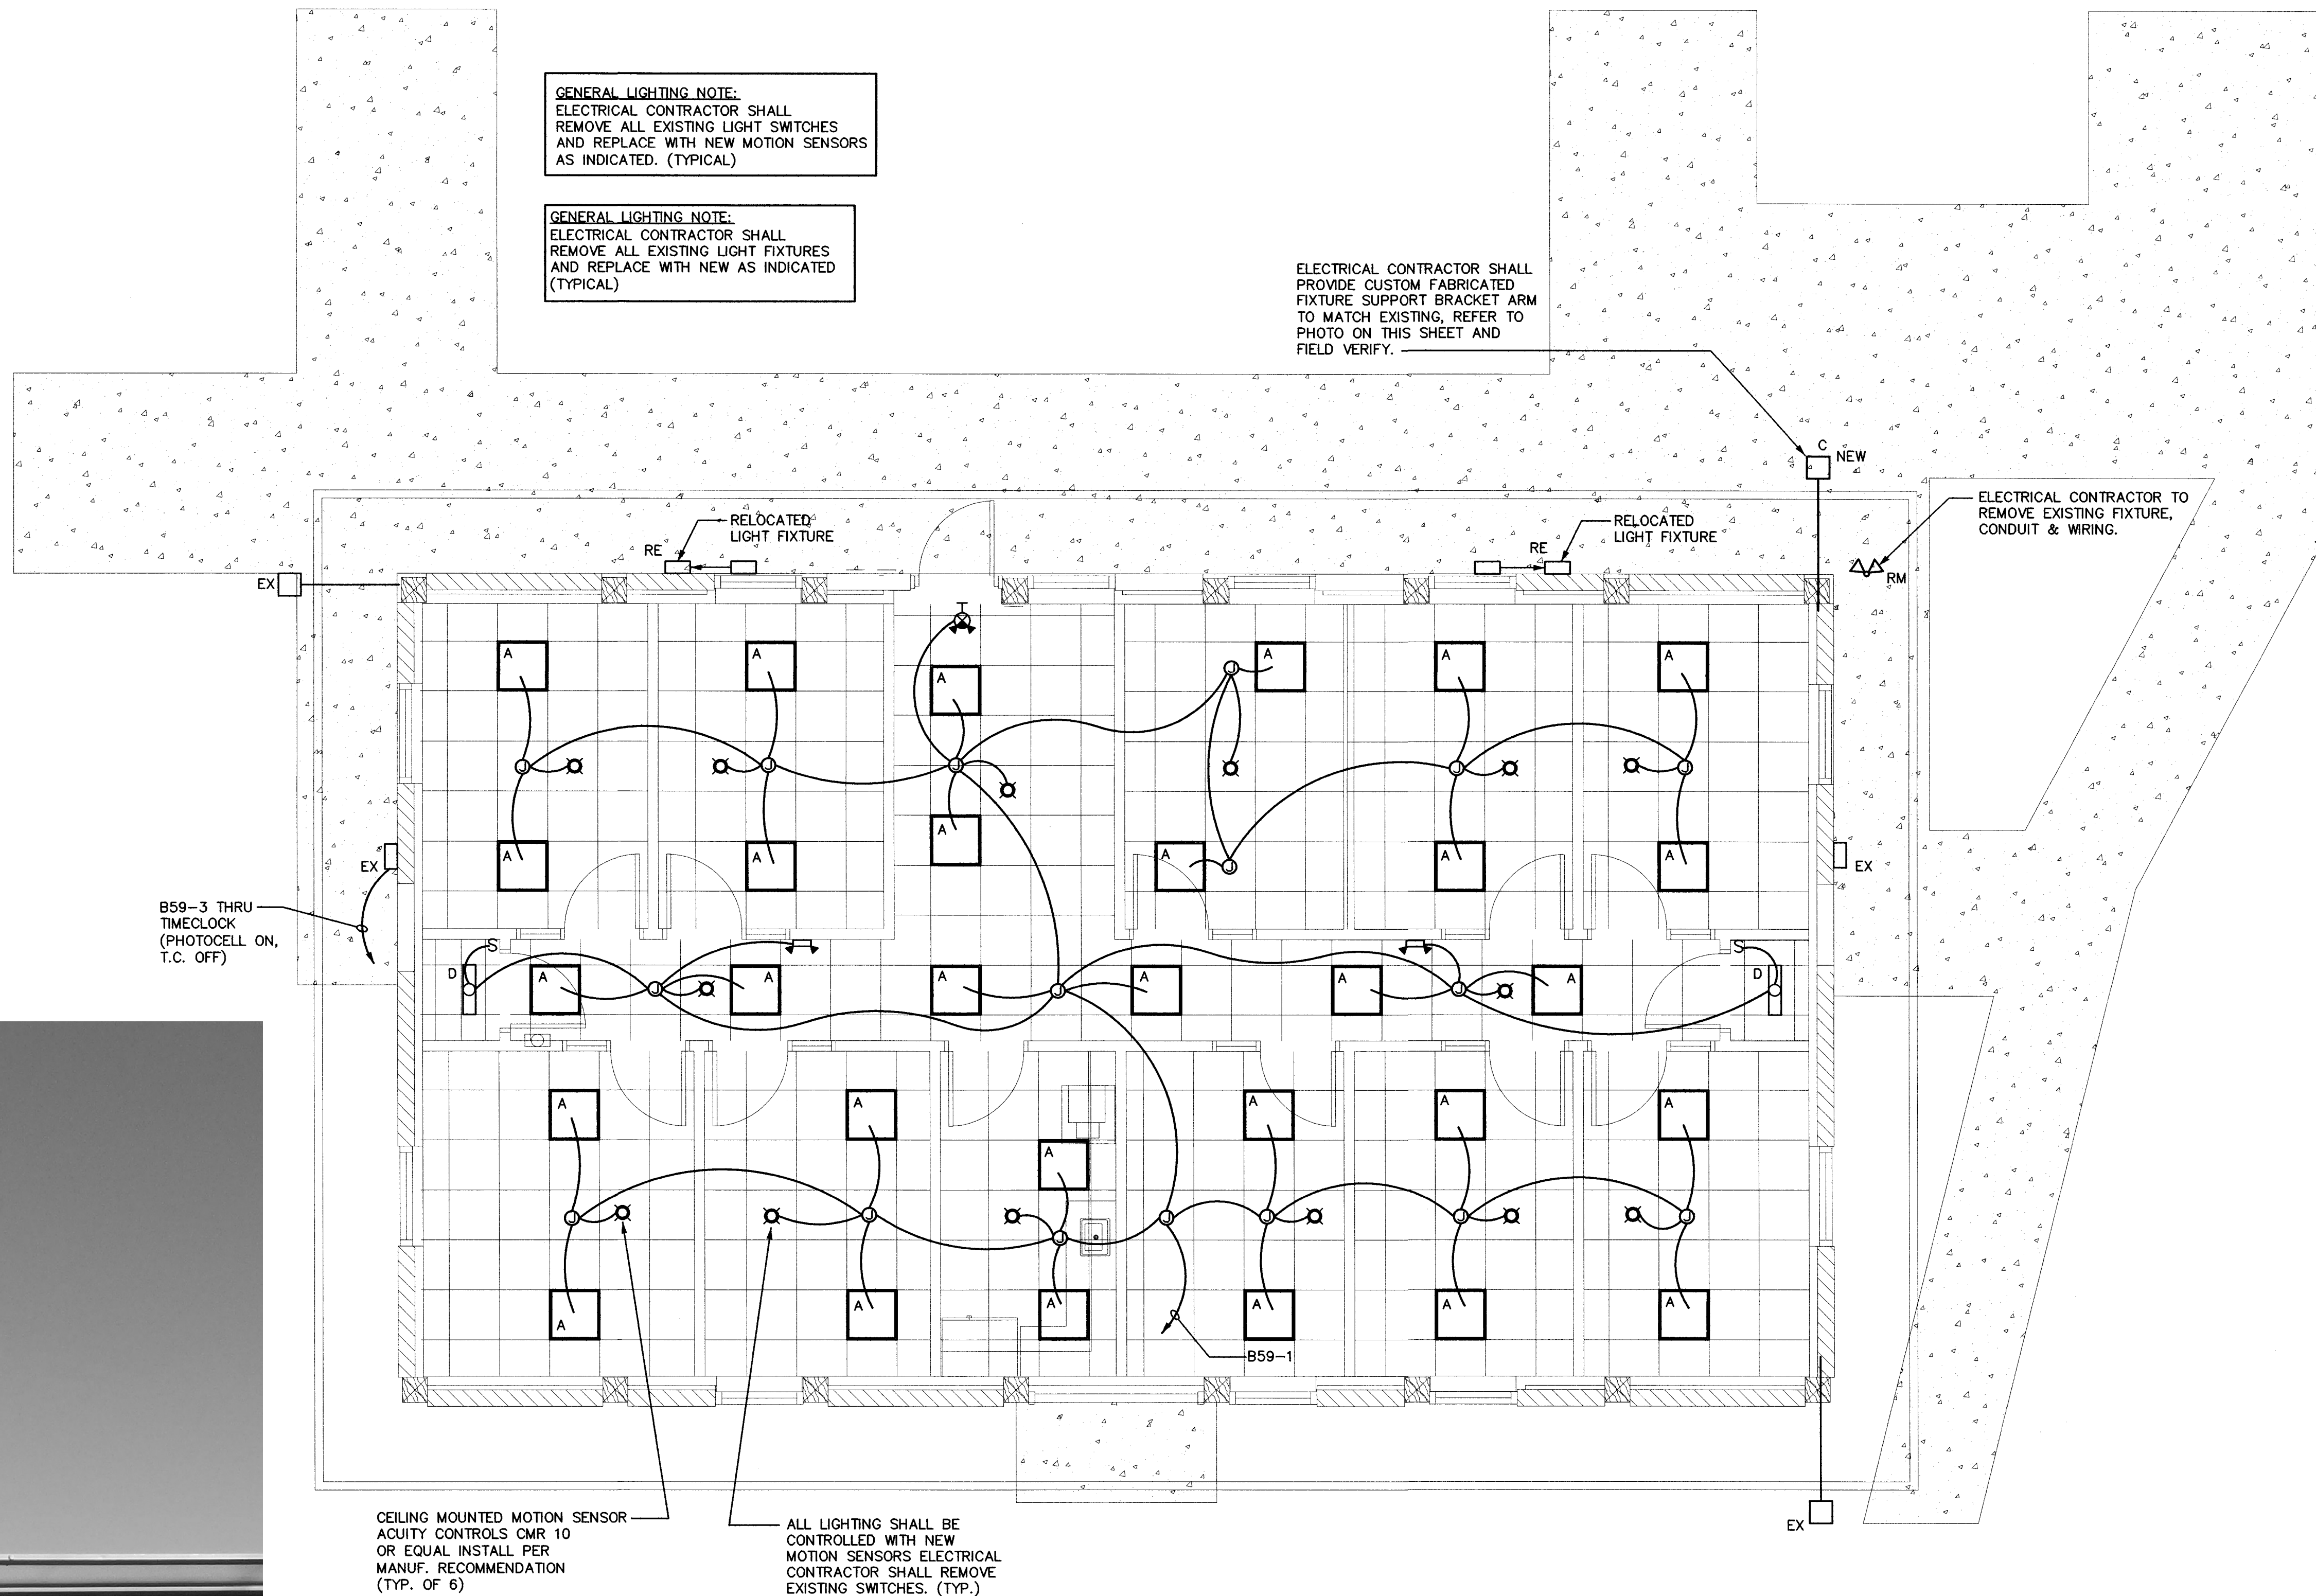 GENERAL LIGHTING NOTE:
ELECTRICAL CONTRACTOR SHALL
REMOVE ALL EXISTING LIGHT SWITCHES
AND REPLACE WITH NEW MOTION SENSORS
AS INDICATED. (TYPICAL)
GENERAL LIGHTING NOTE:
ELECTRICAL CONTRACTOR SHALL
REMOVE ALL EXISTING LIGHT FIXTURES
AND REPLACE WITH NEW AS INDICATED
(TYPICAL)
ELECTRICAL CONTRACTOR SHALL
PROVIDE CUSTOM FABRICATED
FIXTURE SUPPORT BRACKET ARM
TO MATCH EXISTING, REFER TO
PHOTO ON THIS SHEET AND
FIELD VERIFY.
C
NEW
ELECTRICAL CONTRACTOR TO
REMOVE EXISTING FIXTURE,
CONDUIT & WIRING.
RM
RELOCATED
LIGHT FIXTURE
RE
RELOCATED
LIGHT FIXTURE
RE
EX
A
A
A
A
A
A
J
J
J
J
J
J
A
A
A
A
A
A
J
EX
EX
B59-3 THRU
TIMECLOCK
(PHOTOCELL ON,
T.C. OFF)
S
S
D
A
J
A
A
J
A
A
J
A
D
A
A
A
A
A
A
J
J
J
J
J
J
J
A
A
A
A
A
A
B59-1
EX
CEILING MOUNTED MOTION SENSOR
ACUITY CONTROLS CMR 10
OR EQUAL INSTALL PER
MANUF. RECOMMENDATION
(TYP. OF 6)
ALL LIGHTING SHALL BE
CONTROLLED WITH NEW
MOTION SENSORS ELECTRICAL
CONTRACTOR SHALL REMOVE
EXISTING SWITCHES. (TYP.)